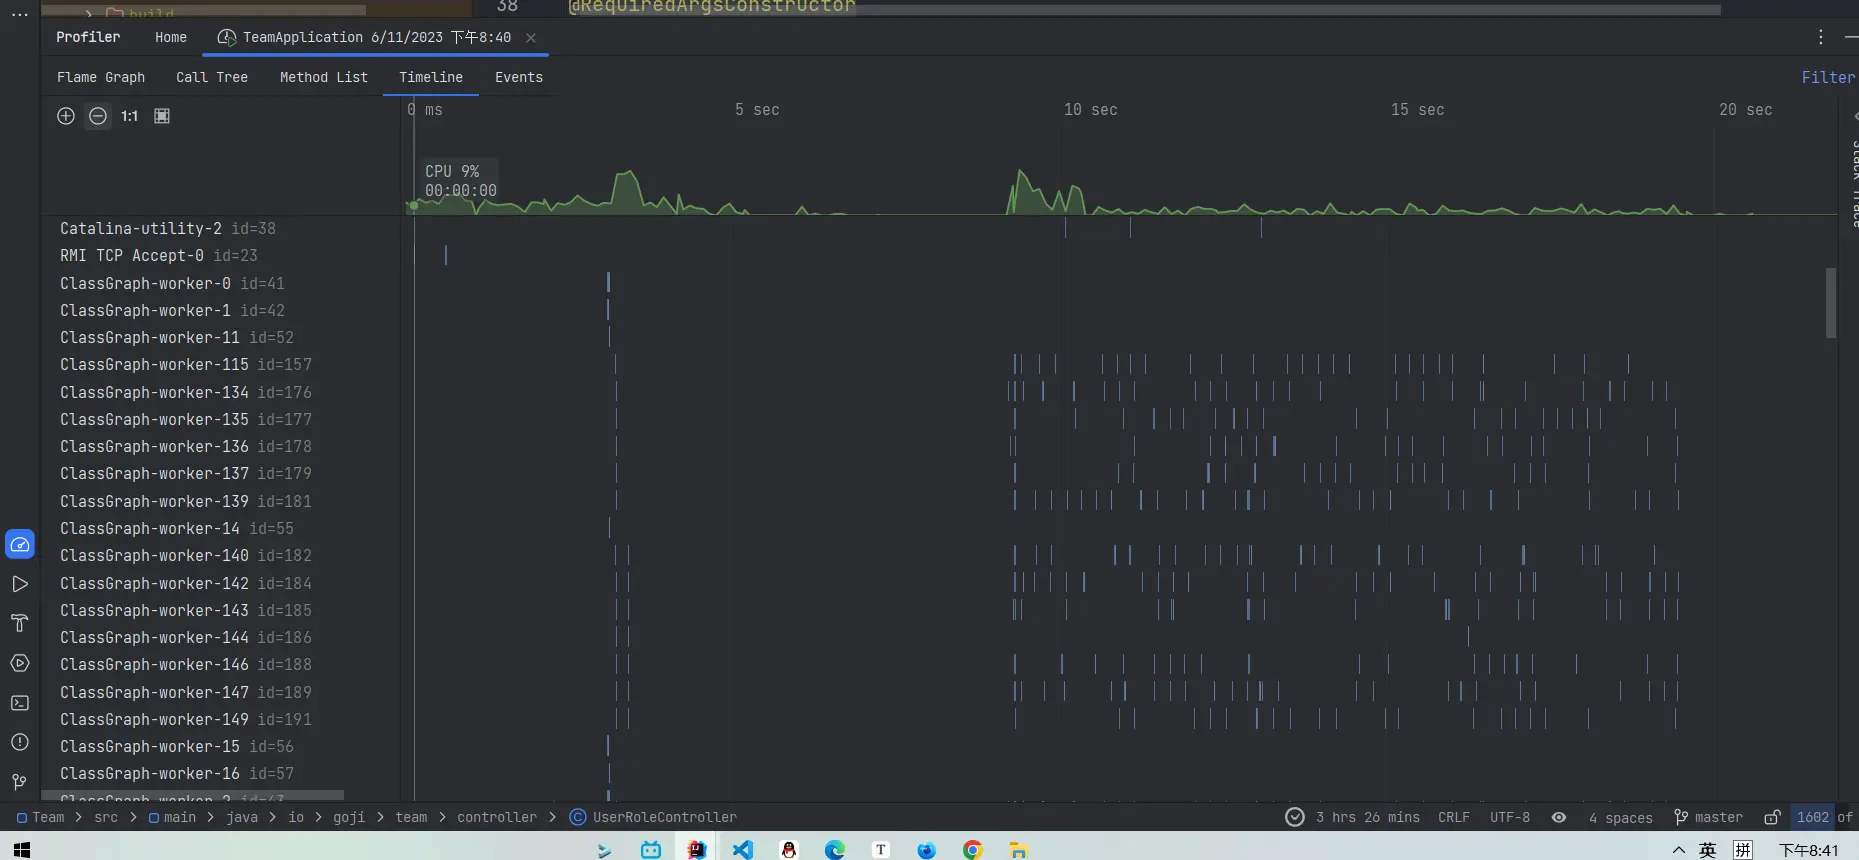 build
38 @RequiredArgsConstructor
Profiler Home TeamApplication 6/11/2023 下午8:40
Flame Graph Call Tree Method List Timeline Events Filter
1:1 0 ms 5 sec 10 sec 15 sec 20 sec
Stack Trace
CPU 9%
00:00:00
Catalina-utility-2 id=38
RMI TCP Accept-0 id=23
ClassGraph-worker-0 id=41
ClassGraph-worker-1 id=42
ClassGraph-worker-11 id=52
ClassGraph-worker-115 id=157
ClassGraph-worker-134 id=176
ClassGraph-worker-135 id=177
ClassGraph-worker-136 id=178
ClassGraph-worker-137 id=179
ClassGraph-worker-139 id=181
ClassGraph-worker-14 id=55
ClassGraph-worker-140 id=182
ClassGraph-worker-142 id=184
ClassGraph-worker-143 id=185
ClassGraph-worker-144 id=186
ClassGraph-worker-146 id=188
ClassGraph-worker-147 id=189
ClassGraph-worker-149 id=191
ClassGraph-worker-15 id=56
ClassGraph-worker-16 id=57
ClassGraph-worker-2 id=43
Team > src > main > java > io > goji > team > controller > UserRoleController 3 hrs 26 mins CRLF UTF-8 4 spaces master 1602 of
英 拼 下午8:41